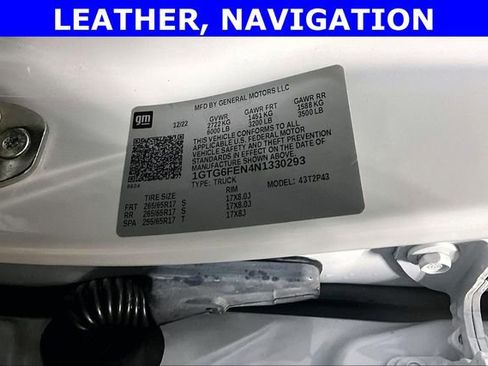 LEATHER, NAVIGATION
MFD BY GENERAL MOTORS LLC
gm
12/22 GVWR GAWR FRT GAWR RR
2722 KG 1451 KG 1588 KG
6000 LB 3200 LB 3500 LB
THIS VEHICLE CONFORMS TO ALL
APPLICABLE U.S. FEDERAL MOTOR
VEHICLE SAFETY AND THEFT PREVENTION
STANDARDS IN EFFECT ON THE DATE OF
MANUFACTURE SHOWN ABOVE.
1GTG6FEN4N1330293
TYPE: TRUCK 43T2P43
TIRE SIZE RIM
FRT 265/65R17 S 17X8.0J
RR 265/65R17 S 17X8.0J
SPA 255/65R17 T 17X8J